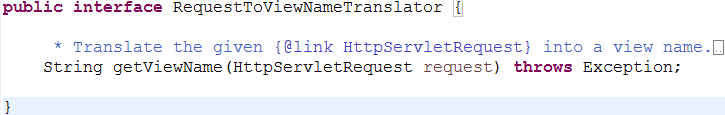 public interface RequestToViewNameTranslator {
* Translate the given {@link HttpServletRequest} into a view name.
String getViewName(HttpServletRequest request) throws Exception;
}